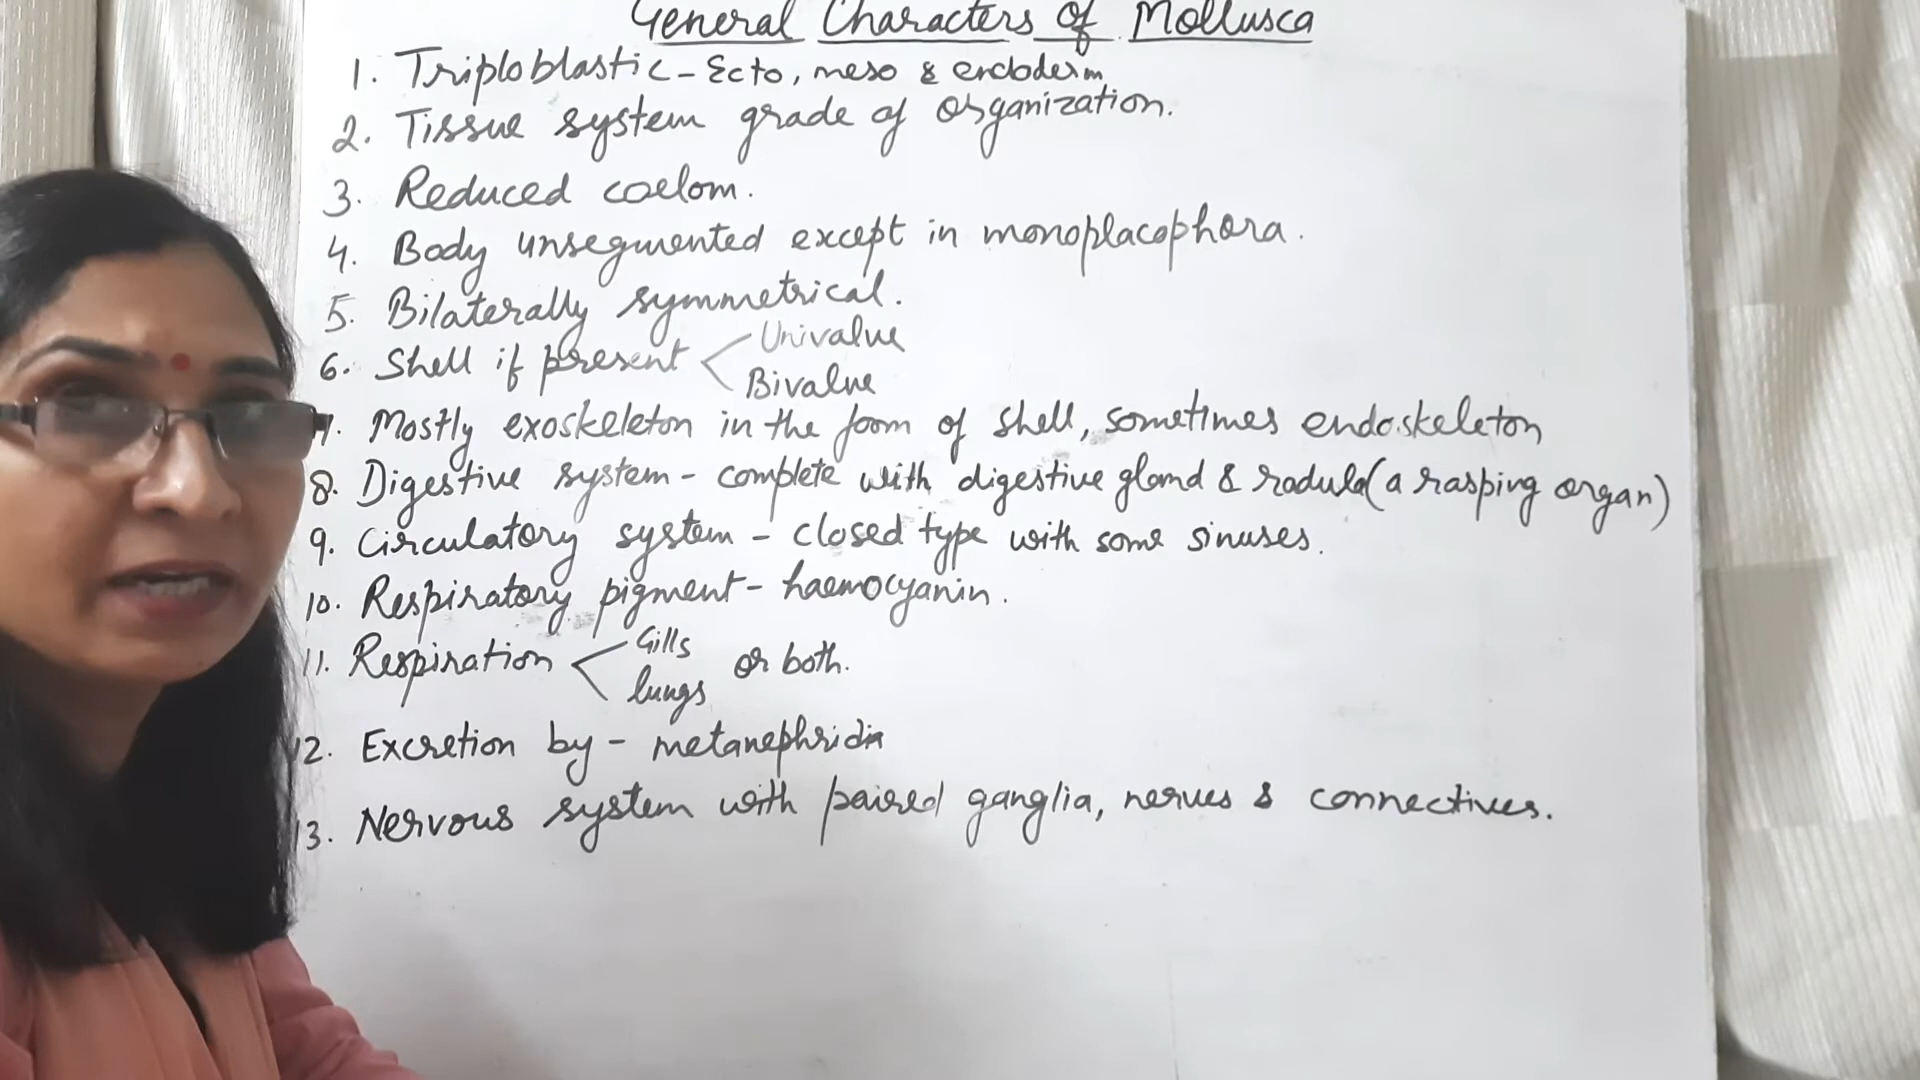 General Characters Of Mollusca
1. Triploblastic - Ecto, meso & endoderm
2. Tissue system grade of organization.
3. Reduced coelom.
4. Body unsegmented except in monoplacophora.
5. Bilaterally symmetrical.
6. Shell if present < Univalve
Bivalve
7. Mostly exoskeleton in the form of shell, sometimes endoskeleton
8. Digestive system - complete with digestive gland & radula (a rasping organ)
9. Circulatory system - closed type with some sinuses.
10. Respiratory pigment - haemocyanin.
11. Respiration < Gills
lungs or both.
12. Excretion by - metanephridia
13. Nervous system with paired ganglia, nerves & connectives.